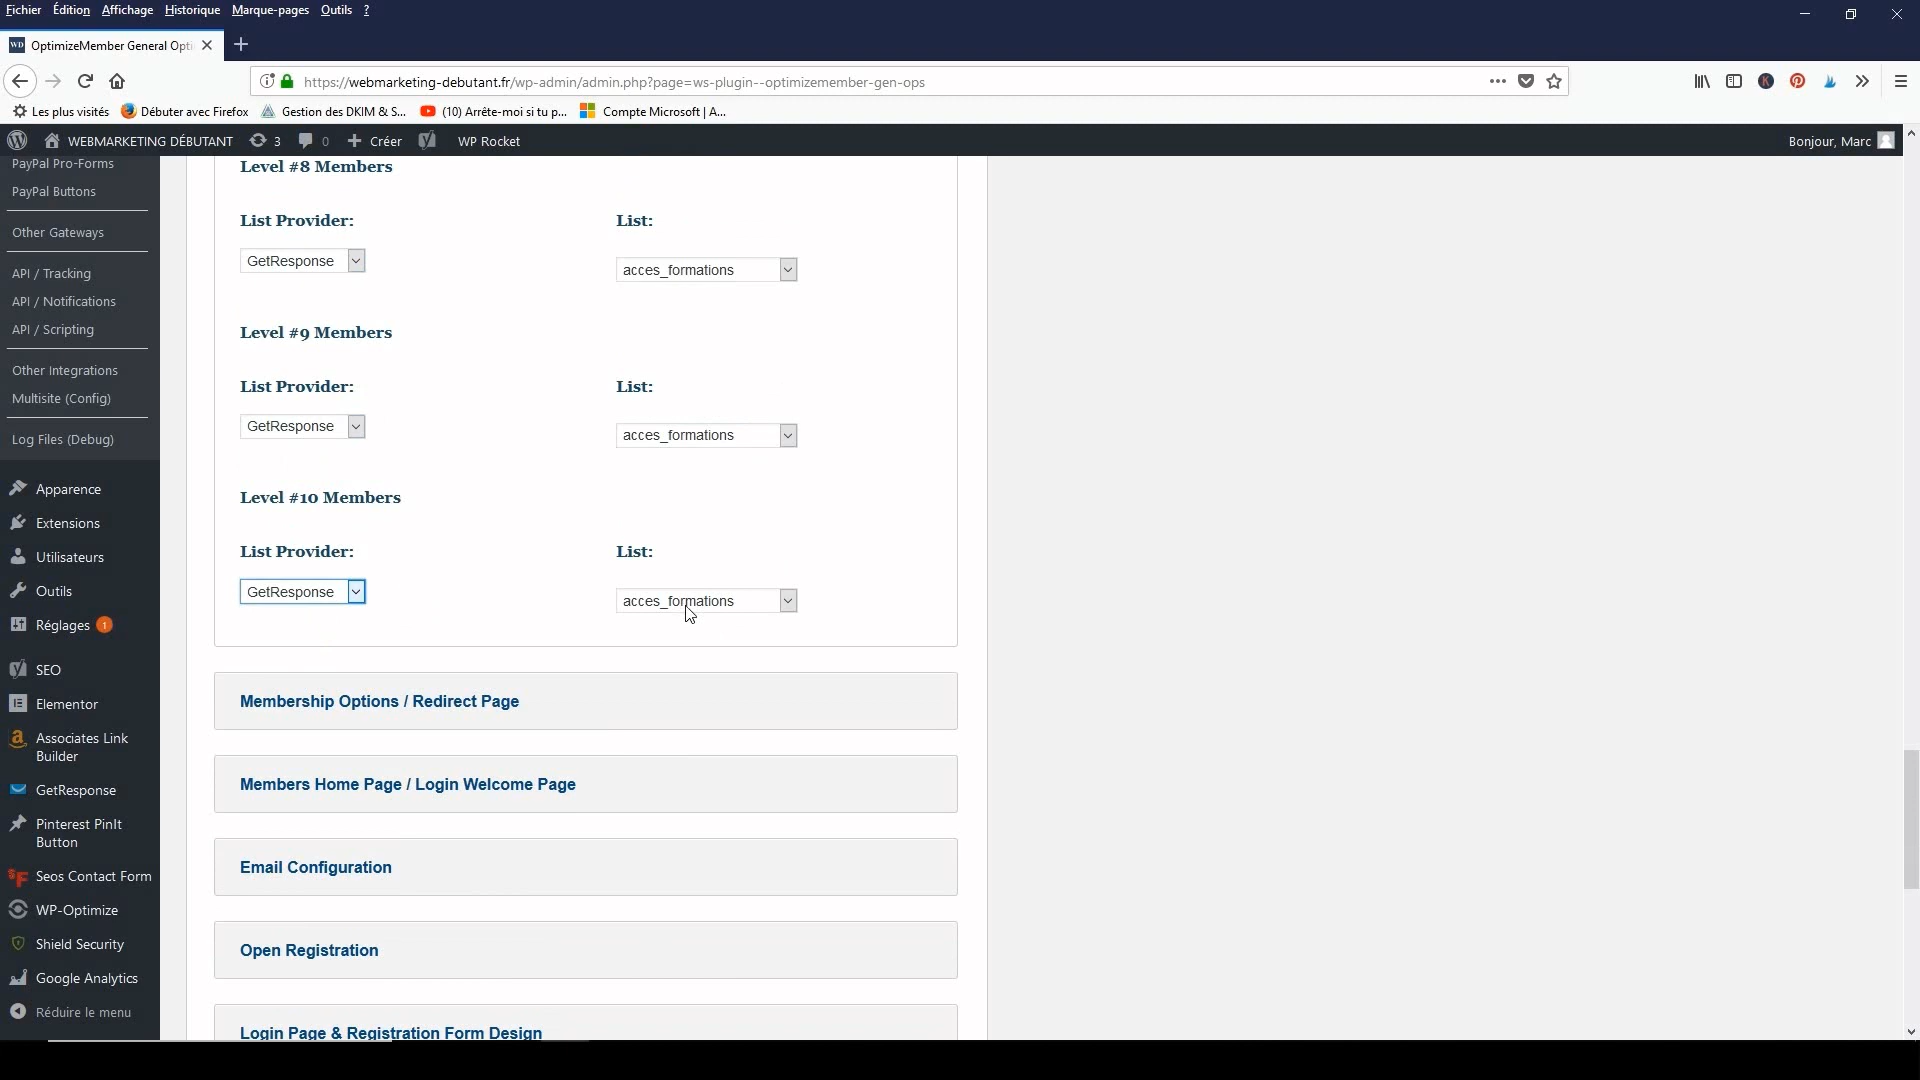 Fichier Édition Affichage Historique Marque-pages Outils ?
WD OptimizeMember General Opti
https://webmarketing-debutant.fr/wp-admin/admin.php?page=ws-plugin--optimizemember-gen-ops
Les plus visités Débuter avec Firefox Gestion des DKIM & S... (10) Arrête-moi si tu p... Compte Microsoft | A...
WEBMARKETING DÉBUTANT 3 0 Créer WP Rocket Bonjour, Marc
PayPal Pro-Forms
PayPal Buttons
Other Gateways
API / Tracking
API / Notifications
API / Scripting
Other Integrations
Multisite (Config)
Log Files (Debug)
Apparence
Extensions
Utilisateurs
Outils
Réglages 1
SEO
Elementor
Associates Link
Builder
GetResponse
Pinterest PinIt
Button
Seos Contact Form
WP-Optimize
Shield Security
Google Analytics
Réduire le menu
Level #8 Members
List Provider: List:
GetResponse acces_formations
Level #9 Members
List Provider: List:
GetResponse acces_formations
Level #10 Members
List Provider: List:
GetResponse acces_formations
Membership Options / Redirect Page
Members Home Page / Login Welcome Page
Email Configuration
Open Registration
Login Page & Registration Form Design